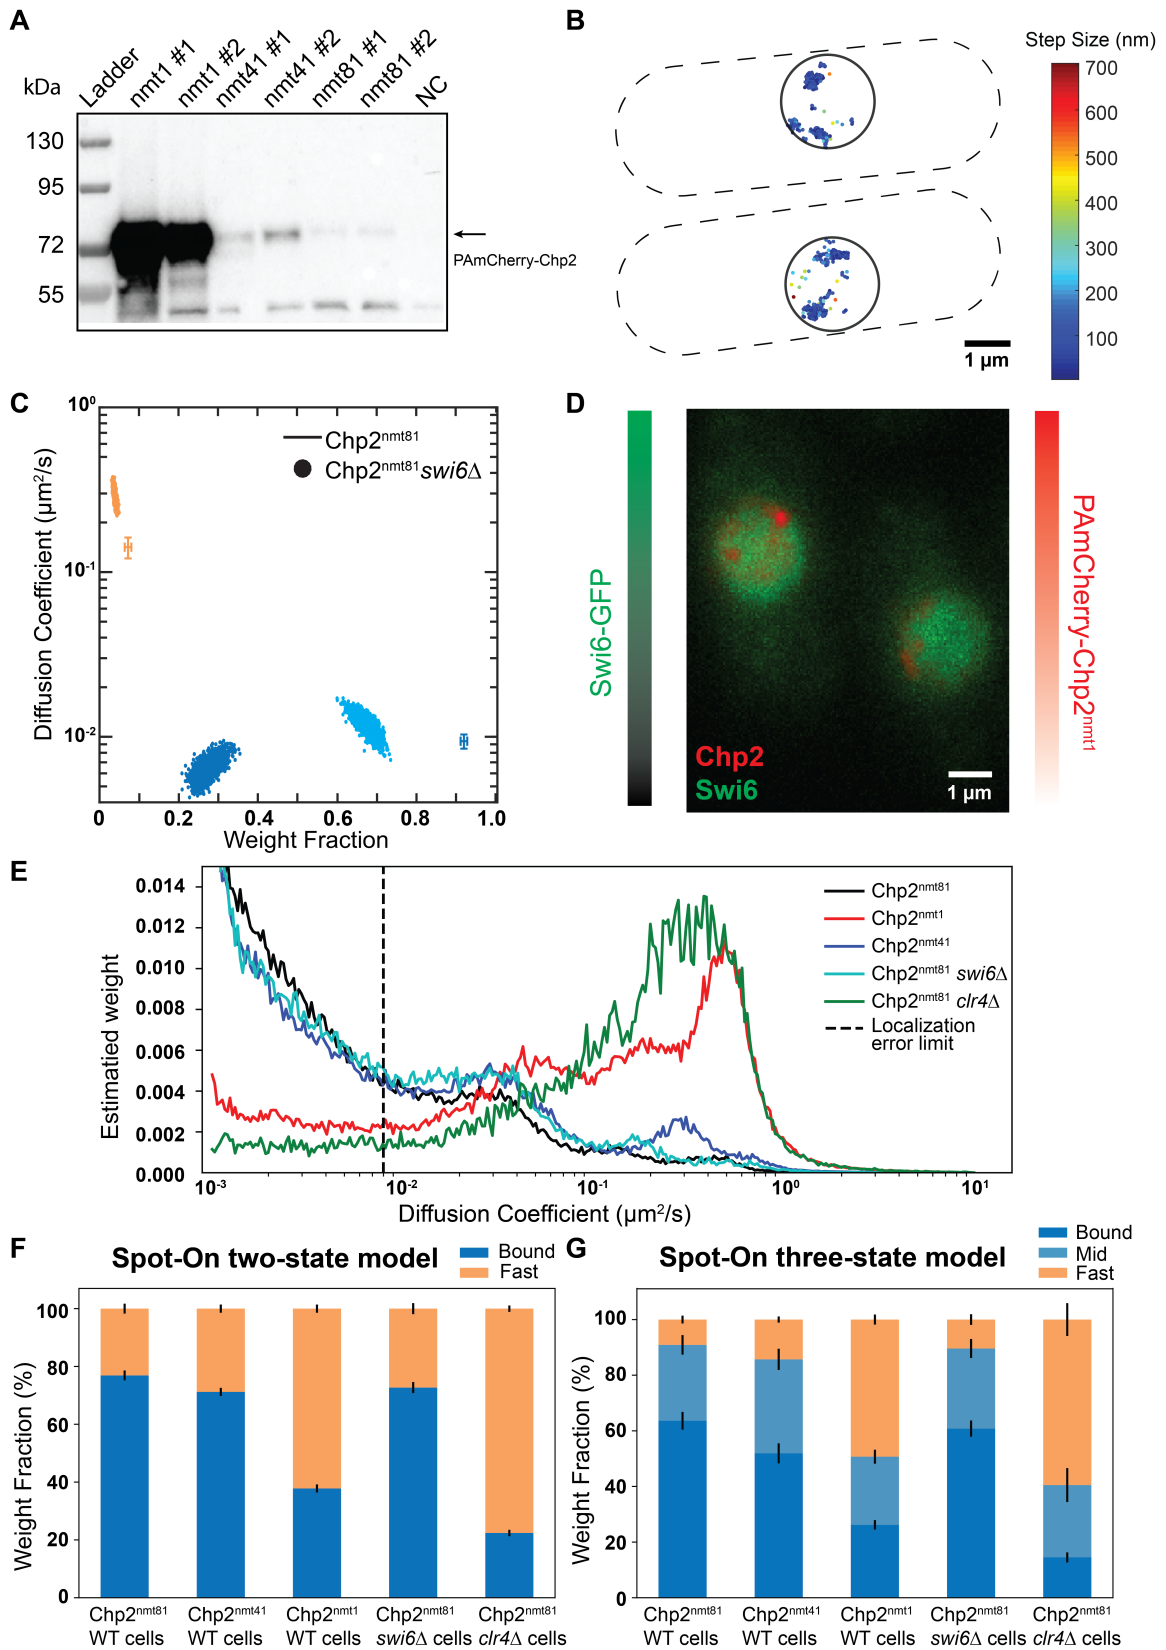 A
kDa
Ladder
nmt1 #1
nmt1 #2
nmt41 #1
nmt41 #2
nmt81 #1
nmt81 #2
NC
130
95
72
55
PAmCherry-Chp2
B
Step Size (nm)
700
600
500
400
300
200
100
1 µm
C
10⁰
10⁻¹
10⁻²
Diffusion Coefficient (µm²/s)
Chp2ⁿᵐᵗ⁸¹
Chp2ⁿᵐᵗ⁸¹swi6Δ
0
0.2
0.4
0.6
0.8
1.0
Weight Fraction
D
Swi6-GFP
Chp2
Swi6
1 µm
PAmCherry-Chp2ⁿᵐᵗ¹
E
Estimatied weight
0.014
0.012
0.010
0.008
0.006
0.004
0.002
0.000
Chp2ⁿᵐᵗ⁸¹
Chp2ⁿᵐᵗ¹
Chp2ⁿᵐᵗ⁴¹
Chp2ⁿᵐᵗ⁸¹ swi6Δ
Chp2ⁿᵐᵗ⁸¹ clr4Δ
Localization
error limit
10⁻³
10⁻²
10⁻¹
10⁰
10¹
Diffusion Coefficient (µm²/s)
F
Spot-On two-state model
Bound
Fast
Weight Fraction (%)
100
80
60
40
20
0
Chp2ⁿᵐᵗ⁸¹
WT cells
Chp2ⁿᵐᵗ⁴¹
WT cells
Chp2ⁿᵐᵗ¹
WT cells
Chp2ⁿᵐᵗ⁸¹
swi6Δ cells
Chp2ⁿᵐᵗ⁸¹
clr4Δ cells
G
Spot-On three-state model
Bound
Mid
Fast
Weight Fraction (%)
100
80
60
40
20
0
Chp2ⁿᵐᵗ⁸¹
WT cells
Chp2ⁿᵐᵗ⁴¹
WT cells
Chp2ⁿᵐᵗ¹
WT cells
Chp2ⁿᵐᵗ⁸¹
swi6Δ cells
Chp2ⁿᵐᵗ⁸¹
clr4Δ cells